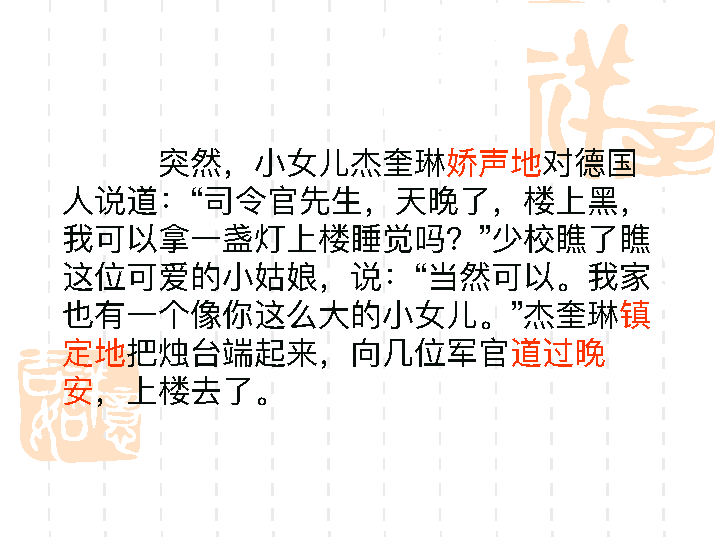 突然，小女儿杰奎琳娇声地对德国
人说道：“司令官先生，天晚了，楼上黑，
我可以拿一盏灯上楼睡觉吗？”少校瞧了瞧
这位可爱的小姑娘，说：“当然可以。我家
也有一个像你这么大的小女儿。”杰奎琳镇
定地把烛台端起来，向几位军官道过晚
安，上楼去了。